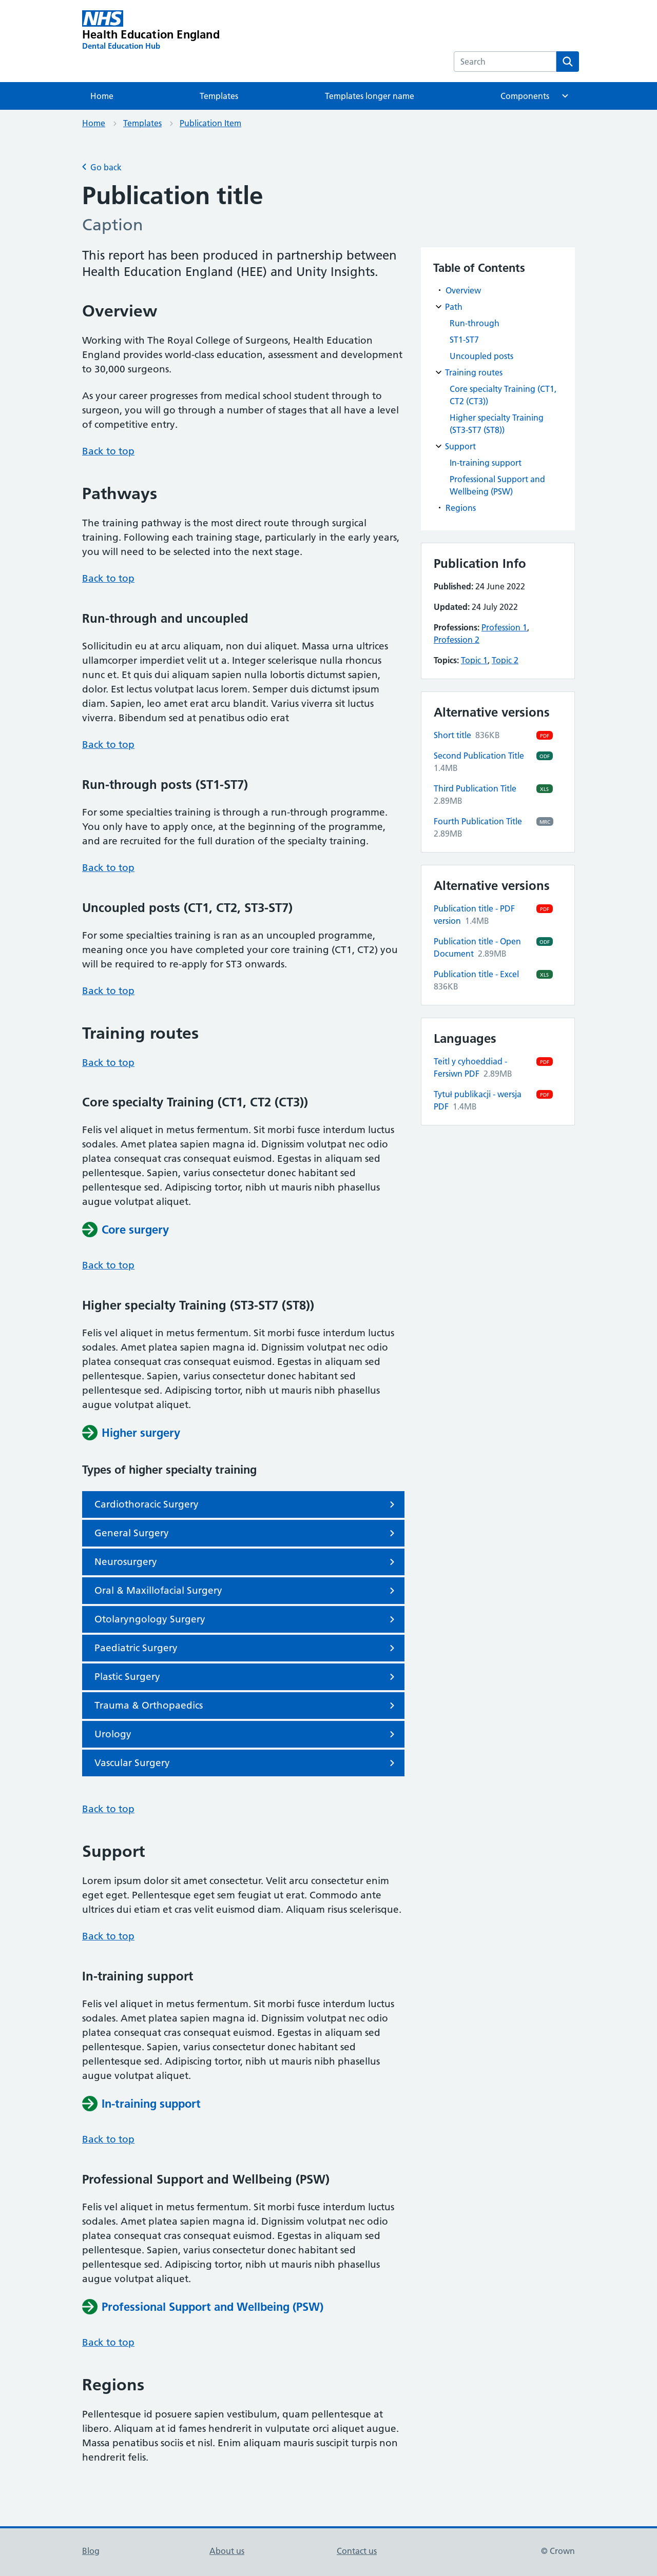 NHS
Health Education England
Dental Education Hub
Search
Home Templates Templates longer name Components
Home Templates Publication Item
Go back
Publication title
Caption
This report has been produced in partnership between
Health Education England (HEE) and Unity Insights.
Overview
Working with The Royal College of Surgeons, Health Education
England provides world-class education, assessment and development
to 30,000 surgeons.
As your career progresses from medical school student through to
surgeon, you will go through a number of stages that all have a level
of competitive entry.
Back to top
Pathways
The training pathway is the most direct route through surgical
training. Following each training stage, particularly in the early years,
you will need to be selected into the next stage.
Back to top
Run-through and uncoupled
Sollicitudin eu at arcu aliquam, non dui aliquet. Massa urna ultrices
ullamcorper imperdiet velit ut a. Integer scelerisque nulla rhoncus
nunc et. Et quis diam et sapien aliquam nulla lobortis dictumst sapien,
dolor. Est lectus volutpat lacus lorem. Semper duis dictumst ipsum
diam. Sapien, leo amet erat arcu blandit. Varius viverra sit luctus
viverra. Bibendum sed at penatibus odio erat
Back to top
Run-through posts (ST1-ST7)
For some specialties training is through a run-through programme.
You only have to apply once, at the beginning of the programme,
and are recruited for the full duration of the specialty training.
Back to top
Uncoupled posts (CT1, CT2, ST3-ST7)
For some specialties training is ran as an uncoupled programme,
meaning once you have completed your core training (CT1, CT2) you
will be required to re-apply for ST3 onwards.
Back to top
Training routes
Back to top
Core specialty Training (CT1, CT2 (CT3))
Felis vel aliquet in metus fermentum. Sit morbi fusce interdum luctus
sodales. Amet platea sapien magna id. Dignissim volutpat nec odio
platea consequat cras consequat euismod. Egestas in aliquam sed
pellentesque. Sapien, varius consectetur donec habitant sed
pellentesque sed. Adipiscing tortor, nibh ut mauris nibh phasellus
augue volutpat aliquet.
Core surgery
Back to top
Higher specialty Training (ST3-ST7 (ST8))
Felis vel aliquet in metus fermentum. Sit morbi fusce interdum luctus
sodales. Amet platea sapien magna id. Dignissim volutpat nec odio
platea consequat cras consequat euismod. Egestas in aliquam sed
pellentesque. Sapien, varius consectetur donec habitant sed
pellentesque sed. Adipiscing tortor, nibh ut mauris nibh phasellus
augue volutpat aliquet.
Higher surgery
Types of higher specialty training
Cardiothoracic Surgery
General Surgery
Neurosurgery
Oral & Maxillofacial Surgery
Otolaryngology Surgery
Paediatric Surgery
Plastic Surgery
Trauma & Orthopaedics
Urology
Vascular Surgery
Back to top
Support
Lorem ipsum dolor sit amet consectetur. Velit arcu consectetur enim
eget eget. Pellentesque eget sem feugiat ut erat. Commodo ante
ultrices dui etiam et cras velit euismod diam. Aliquam risus scelerisque.
Back to top
In-training support
Felis vel aliquet in metus fermentum. Sit morbi fusce interdum luctus
sodales. Amet platea sapien magna id. Dignissim volutpat nec odio
platea consequat cras consequat euismod. Egestas in aliquam sed
pellentesque. Sapien, varius consectetur donec habitant sed
pellentesque sed. Adipiscing tortor, nibh ut mauris nibh phasellus
augue volutpat aliquet.
In-training support
Back to top
Professional Support and Wellbeing (PSW)
Felis vel aliquet in metus fermentum. Sit morbi fusce interdum luctus
sodales. Amet platea sapien magna id. Dignissim volutpat nec odio
platea consequat cras consequat euismod. Egestas in aliquam sed
pellentesque. Sapien, varius consectetur donec habitant sed
pellentesque sed. Adipiscing tortor, nibh ut mauris nibh phasellus
augue volutpat aliquet.
Professional Support and Wellbeing (PSW)
Back to top
Regions
Pellentesque id posuere sapien vestibulum, quam pellentesque at
libero. Aliquam at id fames hendrerit in vulputate orci aliquet augue.
Massa penatibus sociis et nisl. Enim aliquam mauris suscipit turpis non
hendrerit felis.
Table of Contents
Overview
Path
Run-through
ST1-ST7
Uncoupled posts
Training routes
Core specialty Training (CT1,
CT2 (CT3))
Higher specialty Training
(ST3-ST7 (ST8))
Support
In-training support
Professional Support and
Wellbeing (PSW)
Regions
Publication Info
Published: 24 June 2022
Updated: 24 July 2022
Professions: Profession 1,
Profession 2
Topics: Topic 1, Topic 2
Alternative versions
Short title 836KB PDF
Second Publication Title ODF
1.4MB
Third Publication Title XLS
2.89MB
Fourth Publication Title MRC
2.89MB
Alternative versions
Publication title - PDF PDF
version 1.4MB
Publication title - Open ODF
Document 2.89MB
Publication title - Excel XLS
836KB
Languages
Teitl y cyhoeddiad - PDF
Fersiwn PDF 2.89MB
Tytuł publikacji - wersja PDF
PDF 1.4MB
Blog About us Contact us © Crown